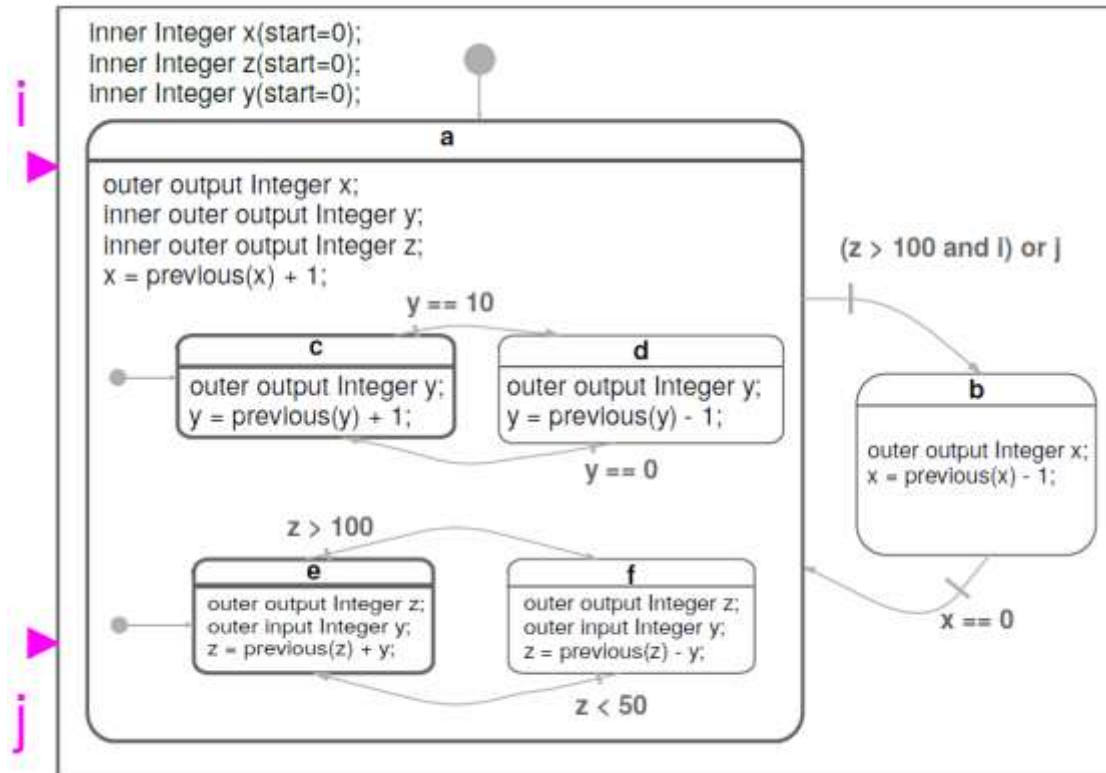 inner Integer x(start=0);
inner Integer z(start=0);
inner Integer y(start=0);
i
a
outer output Integer x;
inner outer output Integer y;
inner outer output Integer z;
x = previous(x) + 1;
(z > 100 and i) or j
y == 10
c
outer output Integer y;
y = previous(y) + 1;
d
outer output Integer y;
y = previous(y) - 1;
y == 0
b
outer output Integer x;
x = previous(x) - 1;
z > 100
e
outer output Integer z;
outer input Integer y;
z = previous(z) + y;
f
outer output Integer z;
outer input Integer y;
z = previous(z) - y;
x == 0
z < 50
j